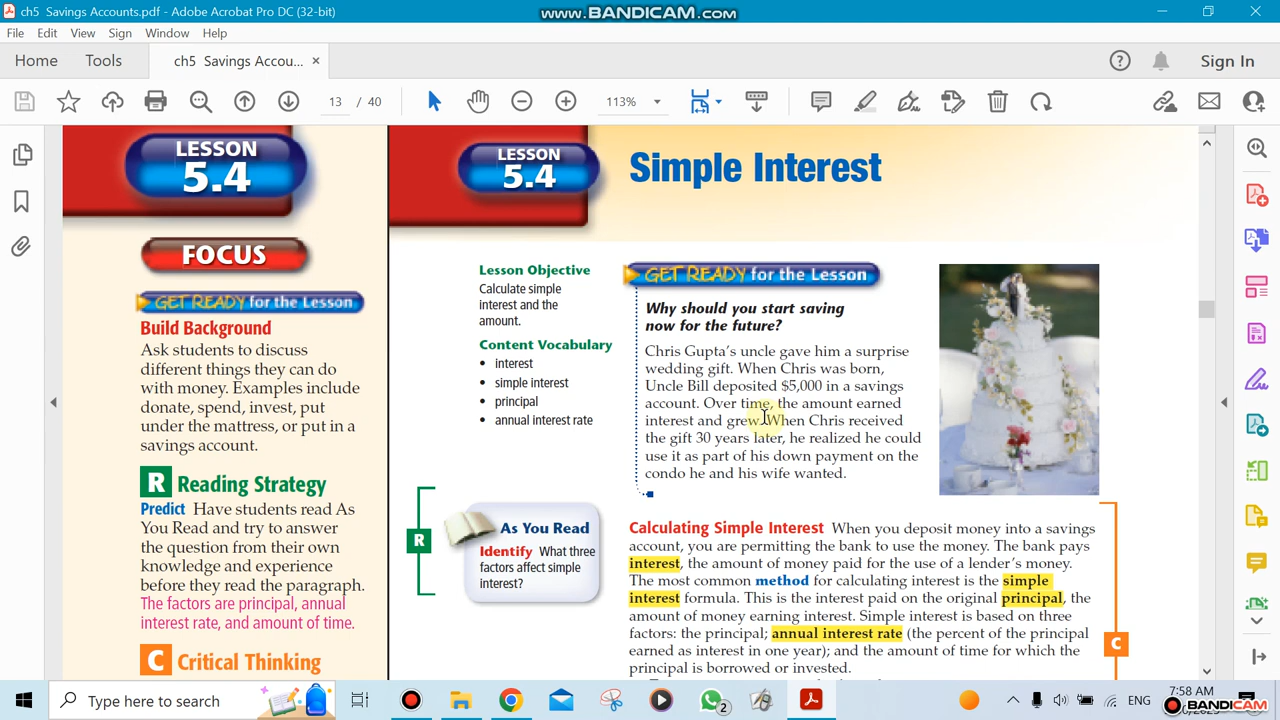 ch5  Savings Accounts.pdf - Adobe Acrobat Pro DC (32-bit)
www.BANDICAM.com
File Edit View Sign Window Help
Home Tools ch5  Savings Accou... ×
Sign In
13 / 40
113%
LESSON
5.4
FOCUS
GET READY for the Lesson
Build Background
Ask students to discuss
different things they can do
with money. Examples include
donate, spend, invest, put
under the mattress, or put in a
savings account.
R Reading Strategy
Predict Have students read As
You Read and try to answer
the question from their own
knowledge and experience
before they read the paragraph.
The factors are principal, annual
interest rate, and amount of time.
C Critical Thinking
LESSON
5.4
Simple Interest
Lesson Objective
Calculate simple
interest and the
amount.
Content Vocabulary
• interest
• simple interest
• principal
• annual interest rate
GET READY for the Lesson
Why should you start saving
now for the future?
Chris Gupta's uncle gave him a surprise
wedding gift. When Chris was born,
Uncle Bill deposited $5,000 in a savings
account. Over time, the amount earned
interest and grew. When Chris received
the gift 30 years later, he realized he could
use it as part of his down payment on the
condo he and his wife wanted.
R
As You Read
Identify What three
factors affect simple
interest?
Calculating Simple Interest When you deposit money into a savings
account, you are permitting the bank to use the money. The bank pays
interest, the amount of money paid for the use of a lender's money.
The most common method for calculating interest is the simple
interest formula. This is the interest paid on the original principal, the
amount of money earning interest. Simple interest is based on three
factors: the principal; annual interest rate (the percent of the principal
earned as interest in one year); and the amount of time for which the
principal is borrowed or invested.
C
Type here to search
2
ENG
7:58 AM
BANDICAM